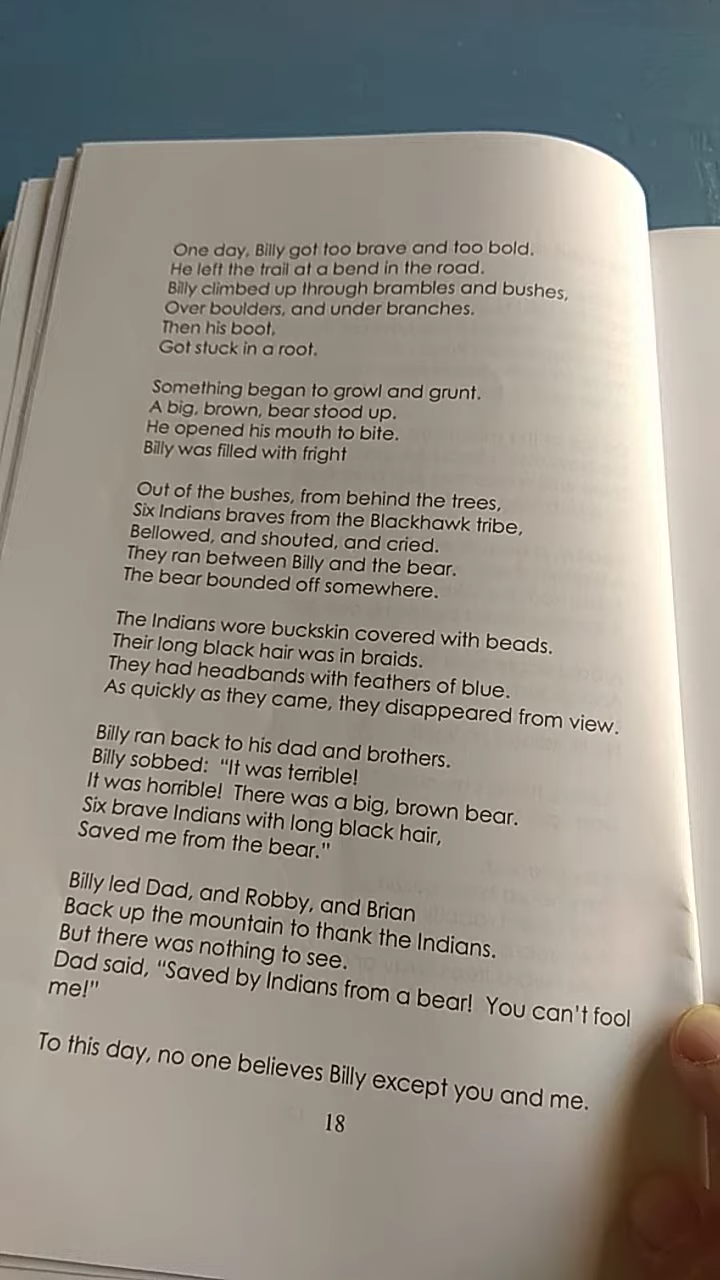 One day, Billy got too brave and too bold.
He left the trail at a bend in the road.
Billy climbed up through brambles and bushes,
Over boulders, and under branches.
Then his boot,
Got stuck in a root.
Something began to growl and grunt.
A big, brown, bear stood up.
He opened his mouth to bite.
Billy was filled with fright
Out of the bushes, from behind the trees,
Six Indians braves from the Blackhawk tribe,
Bellowed, and shouted, and cried.
They ran between Billy and the bear.
The bear bounded off somewhere.
The Indians wore buckskin covered with beads.
Their long black hair was in braids.
They had headbands with feathers of blue.
As quickly as they came, they disappeared from view.
Billy ran back to his dad and brothers.
Billy sobbed:  "It was terrible!
It was horrible!  There was a big, brown bear.
Six brave Indians with long black hair,
Saved me from the bear."
Billy led Dad, and Robby, and Brian
Back up the mountain to thank the Indians.
But there was nothing to see.
Dad said, "Saved by Indians from a bear!  You can't fool
me!"
To this day, no one believes Billy except you and me.
18